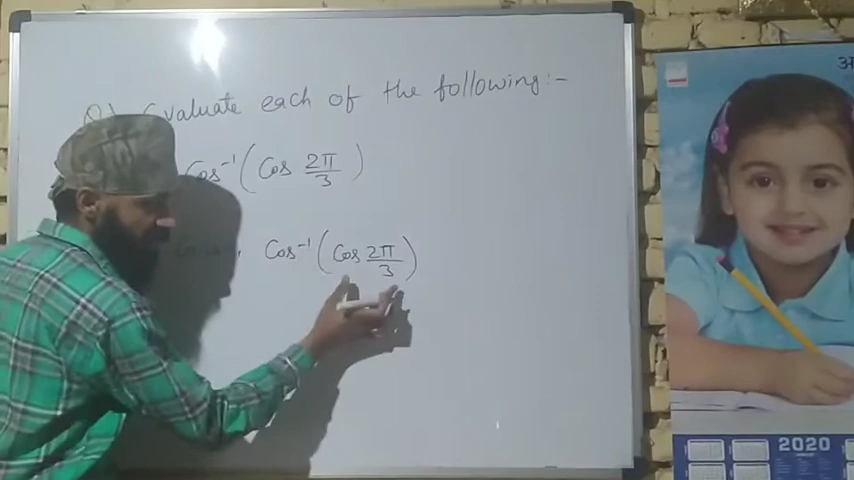 Evaluate each of the following :-
Cos⁻¹ (Cos 2π/3)
Cos⁻¹ (Cos 2π/3)
2020